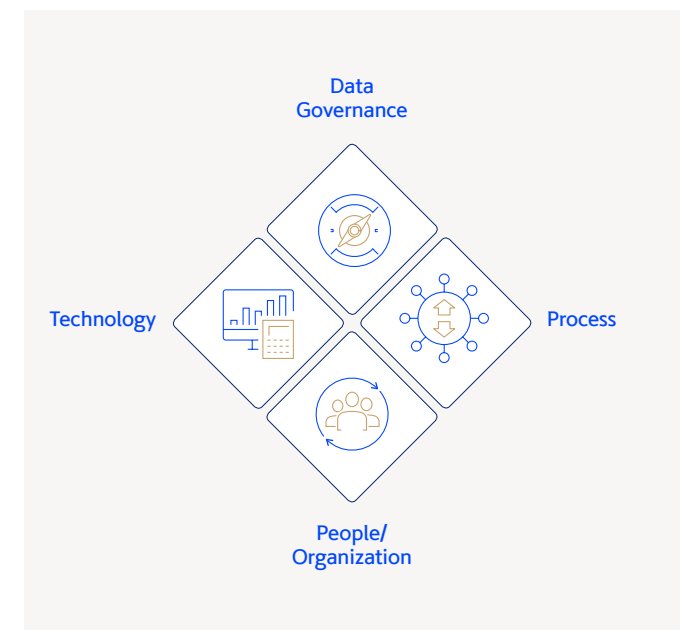 Data
Governance
Technology
Process
People/
Organization